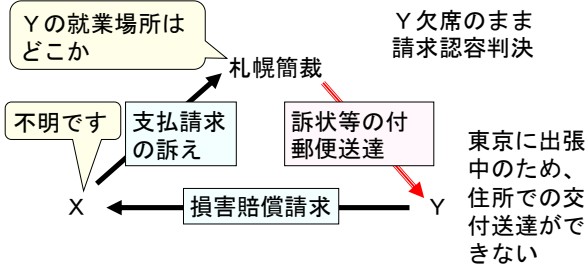 Ｙの就業場所は
どこか
Ｙ欠席のまま
請求認容判決
札幌簡裁
不明です
支払請求
の訴え
訴状等の付
郵便送達
東京に出張
中のため、
住所での交
付送達がで
きない
Ｘ
損害賠償請求
Ｙ